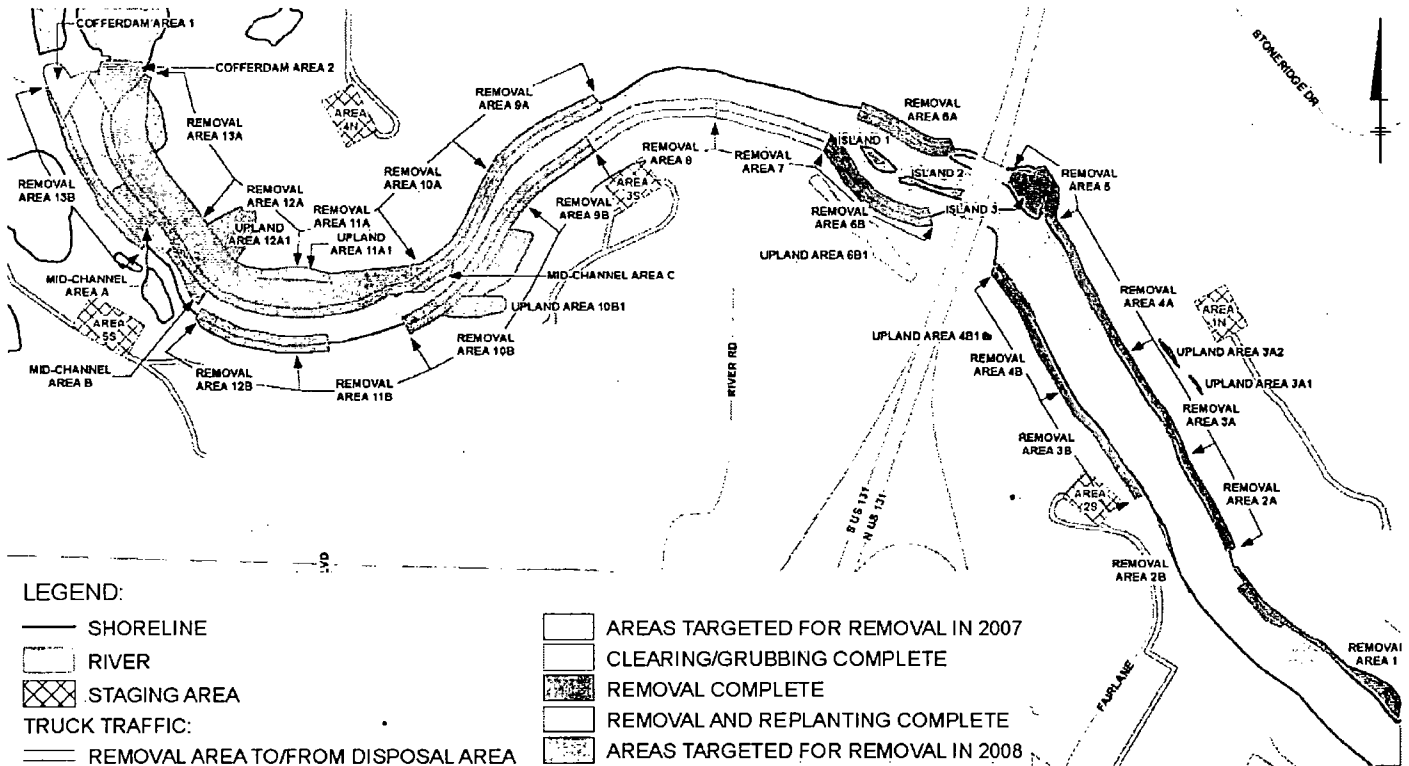 COFFERDAM AREA 1
COFFERDAM AREA 2
STONERIDGE DR
REMOVAL
AREA 9A
AREA
4N
REMOVAL
AREA 6A
REMOVAL
AREA 13A
ISLAND 1
REMOVAL
AREA 8
REMOVAL
AREA 7
ISLAND 2
REMOVAL
AREA 5
REMOVAL
AREA 10A
REMOVAL
AREA 13B
REMOVAL
AREA 12A
AREA
3S
REMOVAL
AREA 9B
ISLAND 3
REMOVAL
AREA 11A
UPLAND
AREA 12A1
UPLAND
AREA 11A1
REMOVAL
AREA 6B
UPLAND AREA 6B1
MID-CHANNEL
AREA A
MID-CHANNEL AREA C
UPLAND AREA 10B1
REMOVAL
AREA 4A
AREA
1N
AREA
5S
REMOVAL
AREA 10B
UPLAND AREA 4B1
REMOVAL
AREA 4B
UPLAND AREA 3A2
UPLAND AREA 3A1
MID-CHANNEL
AREA B
REMOVAL
AREA 12B
REMOVAL
AREA 11B
RIVER RD
REMOVAL
AREA 3A
REMOVAL
AREA 3B
REMOVAL
AREA 2A
AREA
2S
S US 131
N US 131
REMOVAL
AREA 2B
LVD
REMOVAL
AREA 1
FAIRLANE
LEGEND:
SHORELINE
RIVER
STAGING AREA
TRUCK TRAFFIC:
REMOVAL AREA TO/FROM DISPOSAL AREA
AREAS TARGETED FOR REMOVAL IN 2007
CLEARING/GRUBBING COMPLETE
REMOVAL COMPLETE
REMOVAL AND REPLANTING COMPLETE
AREAS TARGETED FOR REMOVAL IN 2008